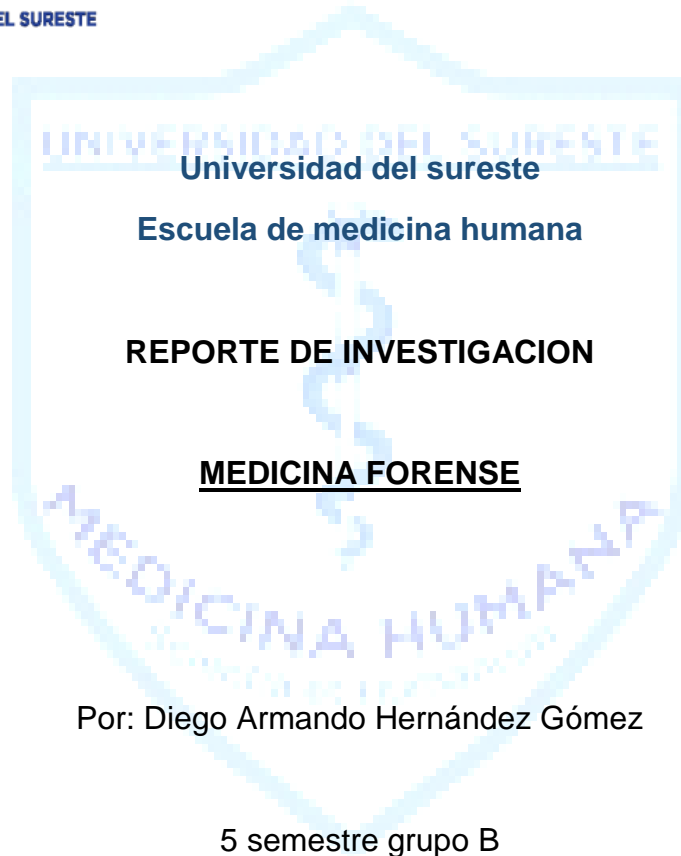 EL SURESTE
UNIVERSIDAD DEL SURESTE
Universidad del sureste
Escuela de medicina humana
REPORTE DE INVESTIGACION
MEDICINA FORENSE
MEDICINA HUMANA
Por: Diego Armando Hernández Gómez
5 semestre grupo B